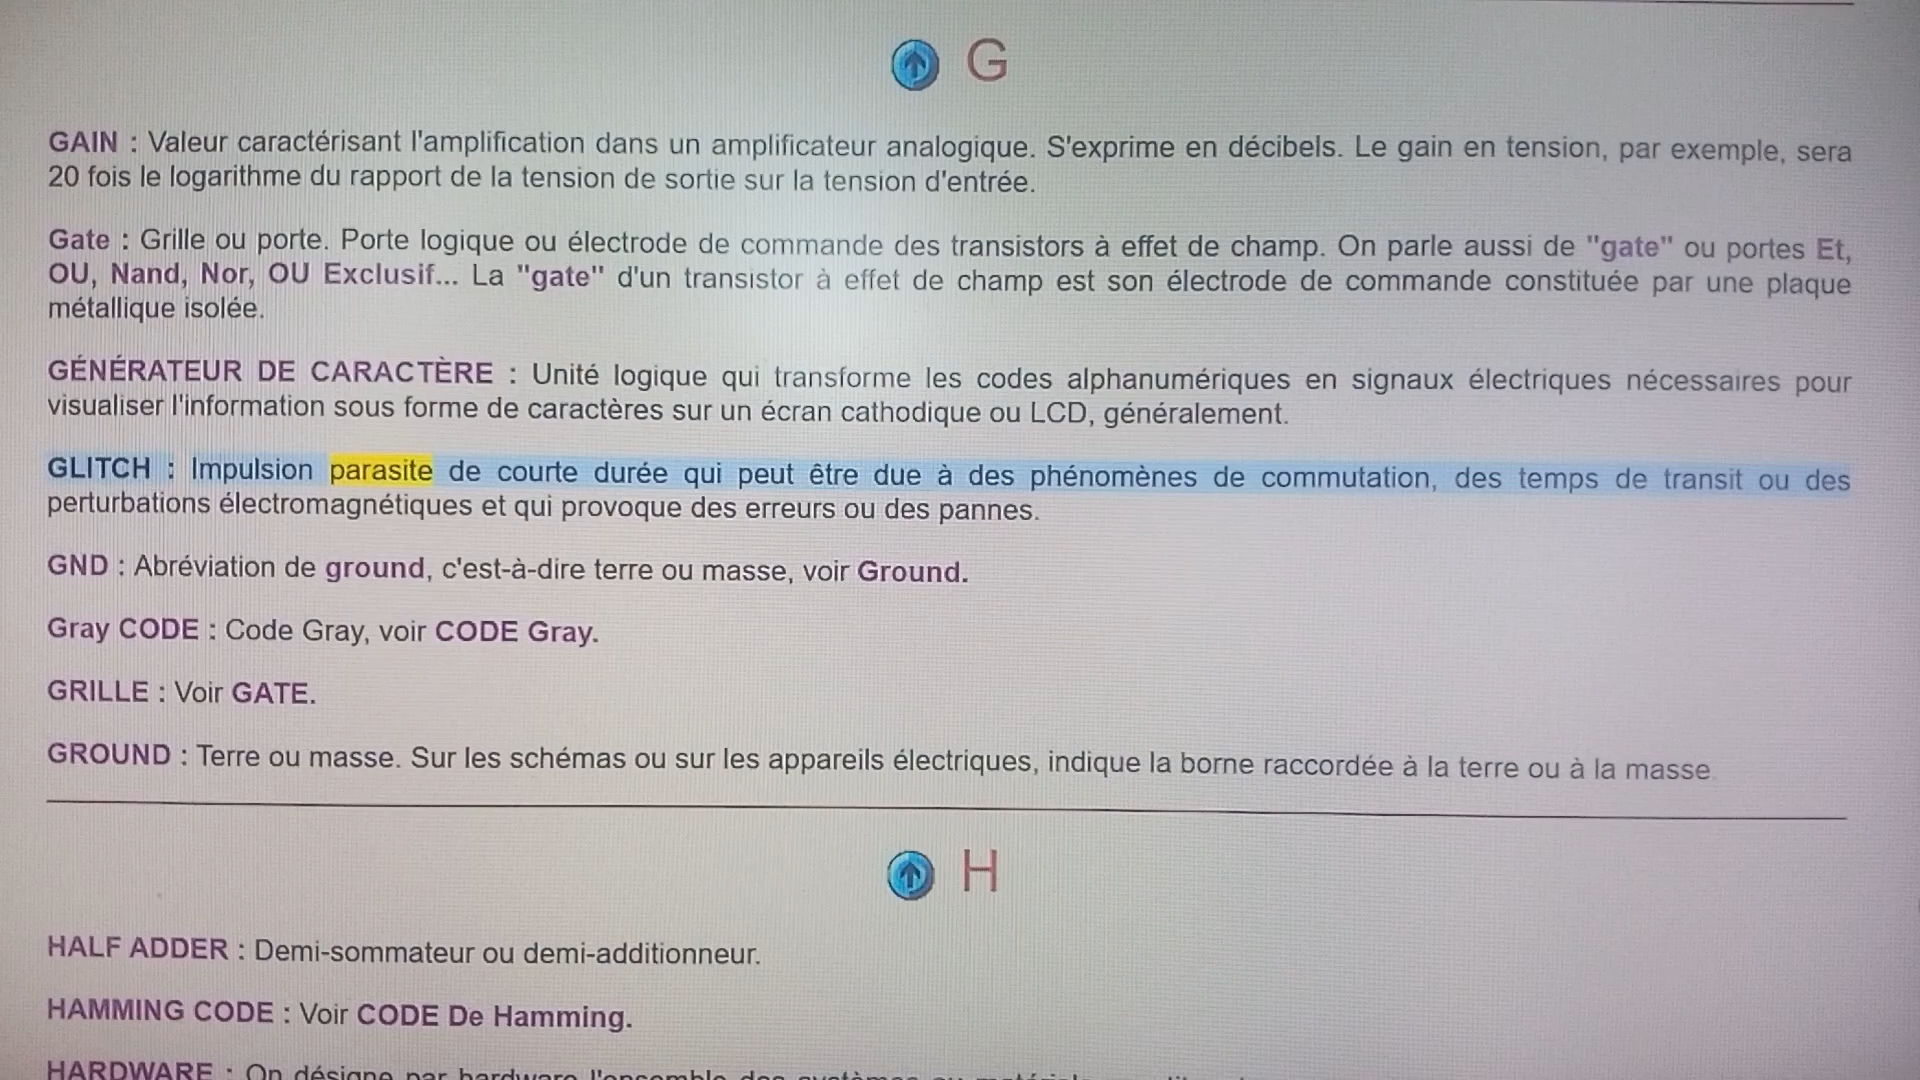 G
GAIN : Valeur caractérisant l'amplification dans un amplificateur analogique. S'exprime en décibels. Le gain en tension, par exemple, sera
20 fois le logarithme du rapport de la tension de sortie sur la tension d'entrée.
Gate : Grille ou porte. Porte logique ou électrode de commande des transistors à effet de champ. On parle aussi de "gate" ou portes Et,
OU, Nand, Nor, OU Exclusif... La "gate" d'un transistor à effet de champ est son électrode de commande constituée par une plaque
métallique isolée.
GÉNÉRATEUR DE CARACTÈRE : Unité logique qui transforme les codes alphanumériques en signaux électriques nécessaires pour
visualiser l'information sous forme de caractères sur un écran cathodique ou LCD, généralement.
GLITCH : Impulsion parasite de courte durée qui peut être due à des phénomènes de commutation, des temps de transit ou des
perturbations électromagnétiques et qui provoque des erreurs ou des pannes.
GND : Abréviation de ground, c'est-à-dire terre ou masse, voir Ground.
Gray CODE : Code Gray, voir CODE Gray.
GRILLE : Voir GATE.
GROUND : Terre ou masse. Sur les schémas ou sur les appareils électriques, indique la borne raccordée à la terre ou à la masse.
H
HALF ADDER : Demi-sommateur ou demi-additionneur.
HAMMING CODE : Voir CODE De Hamming.
HARDWARE : On désigne par hardware l'ensemble des systèmes ou